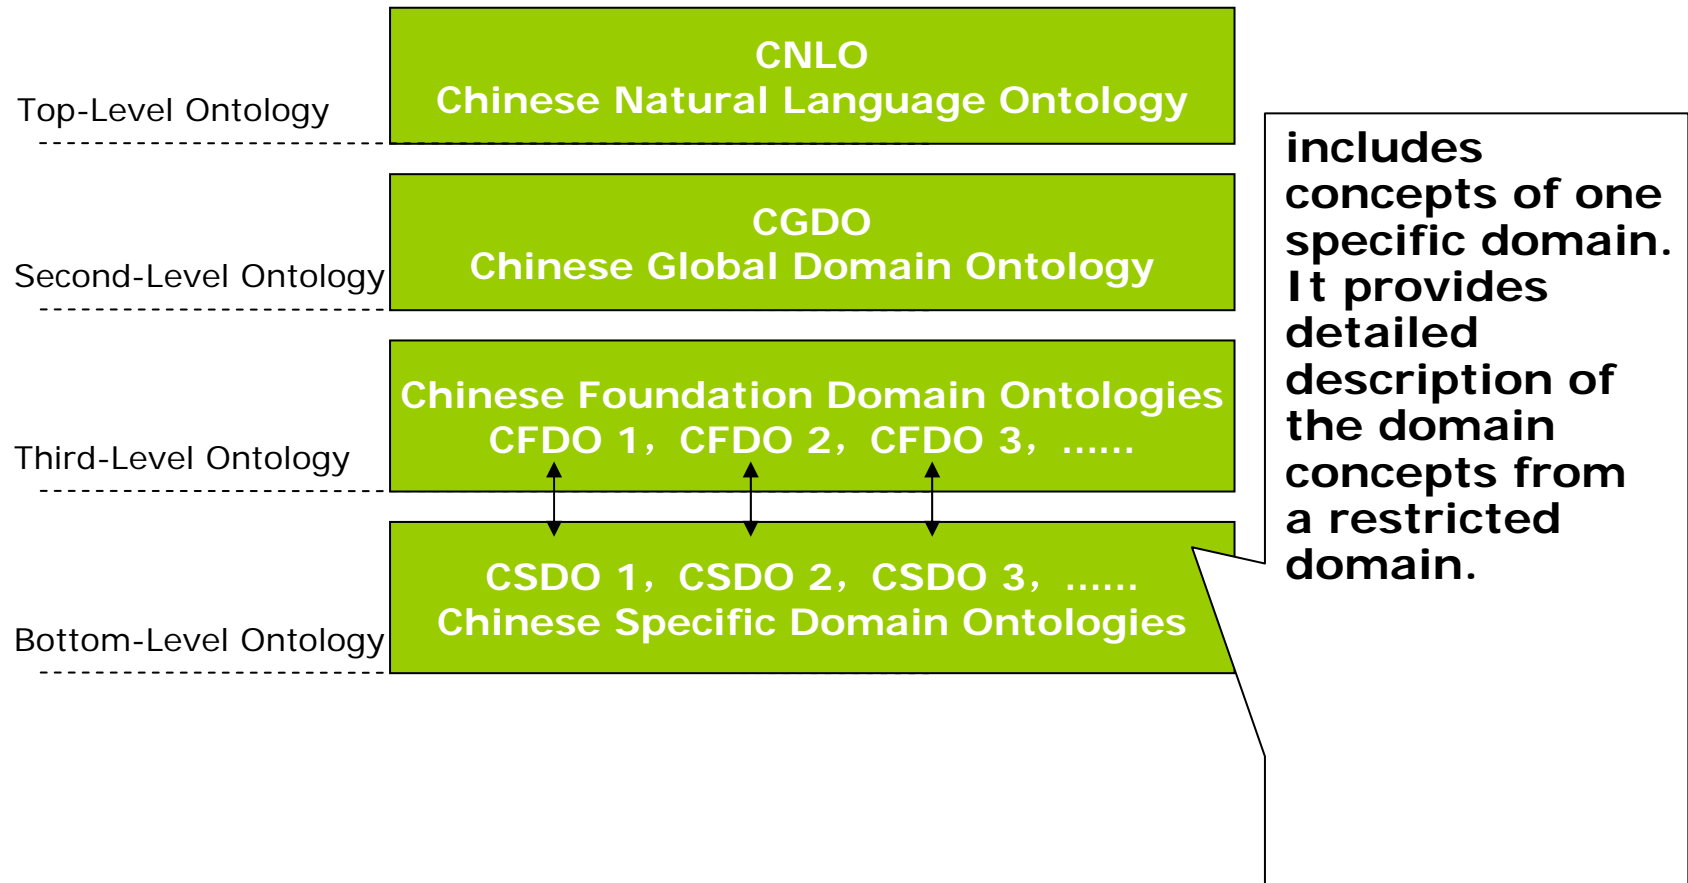 CNLO
Chinese Natural Language Ontology
Top-Level Ontology
CGDO
Chinese Global Domain Ontology
Second-Level Ontology
Chinese Foundation Domain Ontologies
CFDO 1, CFDO 2, CFDO 3, ......
Third-Level Ontology
CSDO 1, CSDO 2, CSDO 3, ......
Chinese Specific Domain Ontologies
Bottom-Level Ontology
includes
concepts of one
specific domain.
It provides
detailed
description of
the domain
concepts from
a restricted
domain.